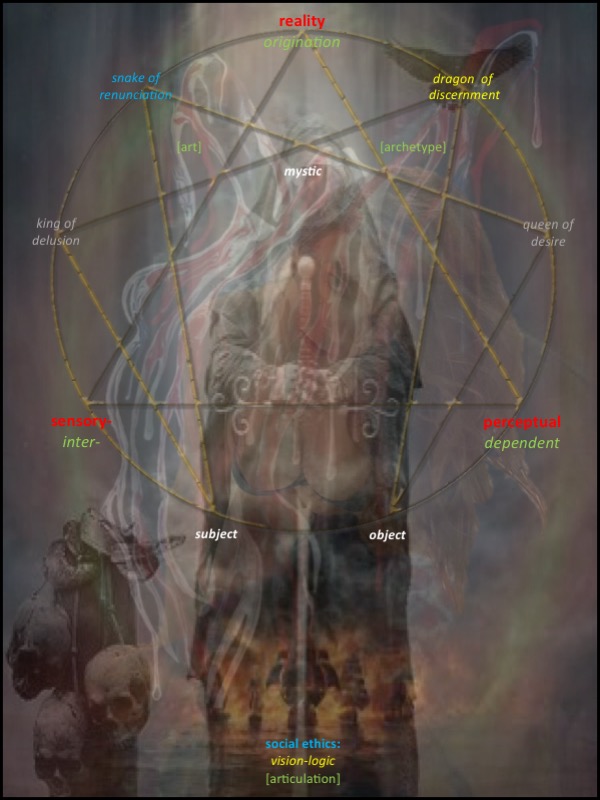 reality
origination
snake of
renunciation
dragon of
discernment
[art]
[archetype]
mystic
king of
delusion
queen of
desire
sensory-
inter-
perceptual
dependent
subject
object
social ethics:
vision-logic
[articulation]